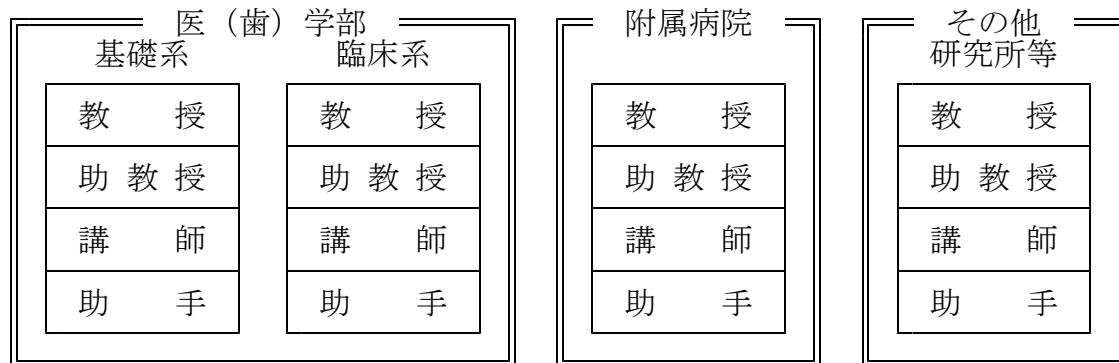 医（歯）学部　附属病院　その他
基礎系　臨床系　研究所等
教　授　教　授　教　授　教　授
助教授　助教授　助教授　助教授
講　師　講　師　講　師　講　師
助　手　助　手　助　手　助　手